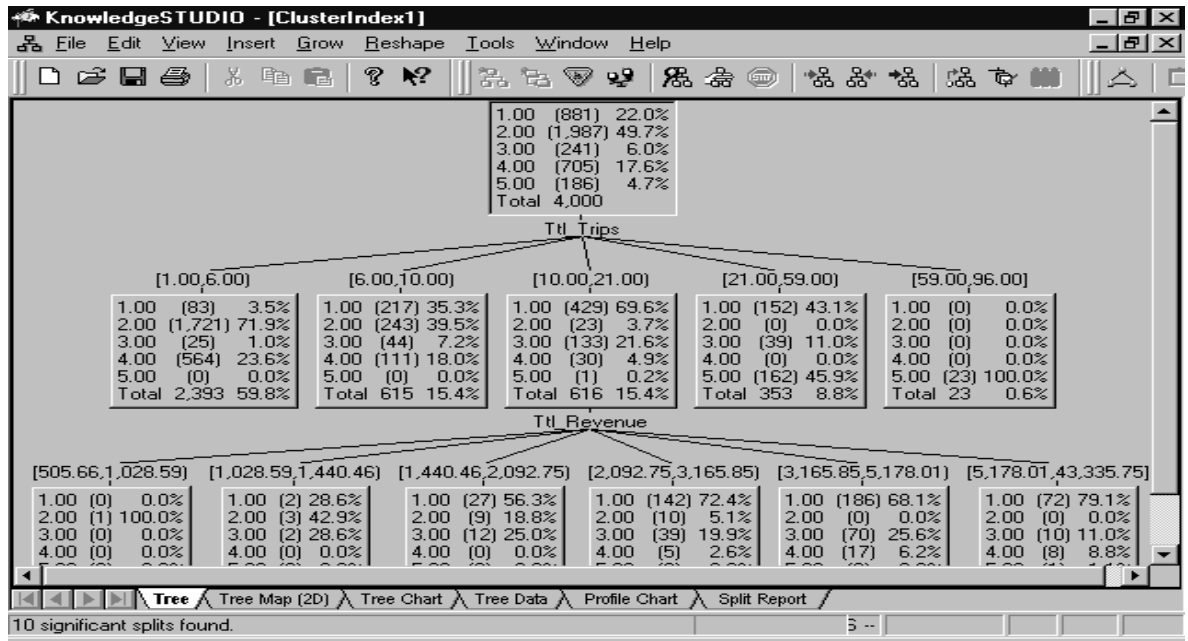 KnowledgeSTUDIO - [ClusterIndex1]
File Edit View Insert Grow Reshape Tools Window Help
1.00 (881) 22.0%
2.00 (1,987) 49.7%
3.00 (241) 6.0%
4.00 (705) 17.6%
5.00 (186) 4.7%
Total 4,000
Ttl_Trips
[1.00,6.00) [6.00,10.00) [10.00,21.00) [21.00,59.00) [59.00,96.00]
1.00 (83) 3.5% 1.00 (217) 35.3% 1.00 (429) 69.6% 1.00 (152) 43.1% 1.00 (0) 0.0%
2.00 (1,721) 71.9% 2.00 (243) 39.5% 2.00 (23) 3.7% 2.00 (0) 0.0% 2.00 (0) 0.0%
3.00 (25) 1.0% 3.00 (44) 7.2% 3.00 (133) 21.6% 3.00 (39) 11.0% 3.00 (0) 0.0%
4.00 (564) 23.6% 4.00 (111) 18.0% 4.00 (30) 4.9% 4.00 (0) 0.0% 4.00 (0) 0.0%
5.00 (0) 0.0% 5.00 (0) 0.0% 5.00 (1) 0.2% 5.00 (162) 45.9% 5.00 (23) 100.0%
Total 2,393 59.8% Total 615 15.4% Total 616 15.4% Total 353 8.8% Total 23 0.6%
Ttl_Revenue
[505.66,1,028.59) [1,028.59,1,440.46) [1,440.46,2,092.75) [2,092.75,3,165.85) [3,165.85,5,178.01) [5,178.01,43,335.75]
1.00 (0) 0.0% 1.00 (2) 28.6% 1.00 (27) 56.3% 1.00 (142) 72.4% 1.00 (186) 68.1% 1.00 (72) 79.1%
2.00 (1) 100.0% 2.00 (3) 42.9% 2.00 (9) 18.8% 2.00 (10) 5.1% 2.00 (0) 0.0% 2.00 (0) 0.0%
3.00 (0) 0.0% 3.00 (2) 28.6% 3.00 (12) 25.0% 3.00 (39) 19.9% 3.00 (70) 25.6% 3.00 (10) 11.0%
4.00 (0) 0.0% 4.00 (0) 0.0% 4.00 (0) 0.0% 4.00 (5) 2.6% 4.00 (17) 6.2% 4.00 (8) 8.8%
Tree Tree Map (2D) Tree Chart Tree Data Profile Chart Split Report
10 significant splits found.